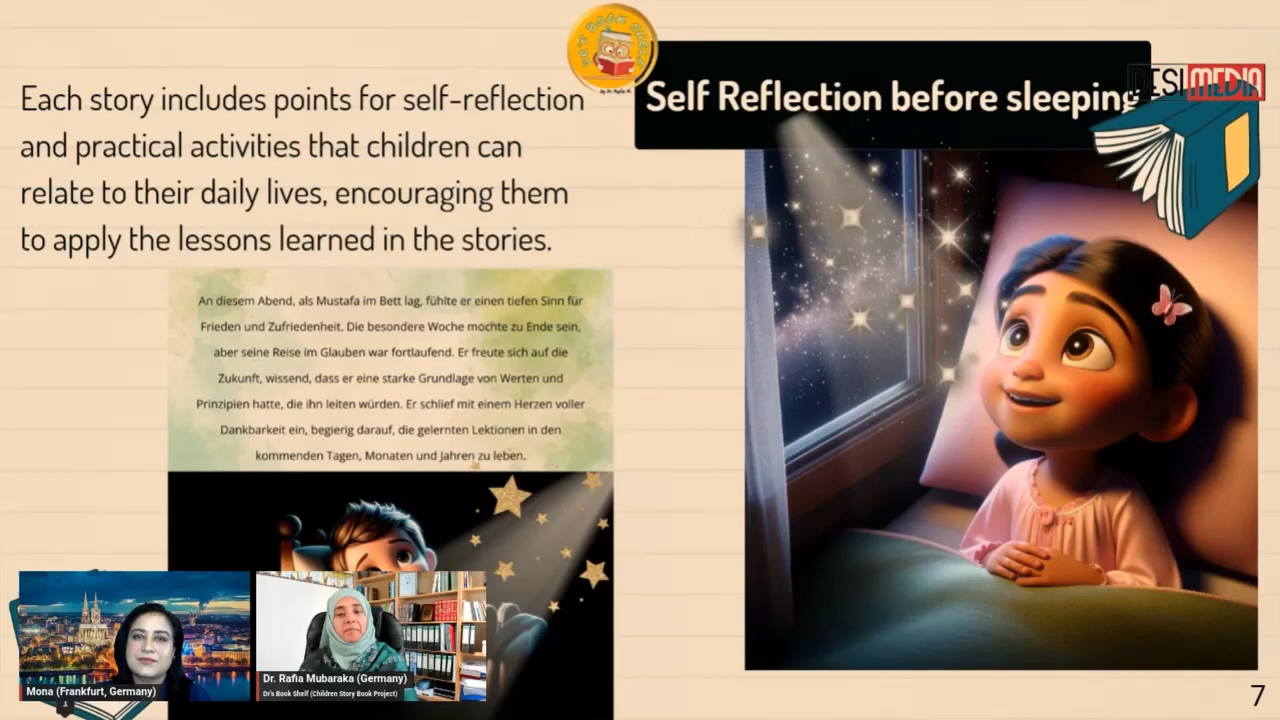 Each story includes points for self-reflection
and practical activities that children can
relate to their daily lives, encouraging them
to apply the lessons learned in the stories.
Self Reflection before sleeping
DESI MEDIA
An diesem Abend, als Mustafa im Bett lag, fühlte er einen tiefen Sinn für
Frieden und Zufriedenheit. Die besondere Woche mochte zu Ende sein,
aber seine Reise im Glauben war fortlaufend. Er freute sich auf die
Zukunft, wissend, dass er eine starke Grundlage von Werten und
Prinzipien hatte, die ihn leiten würden. Er schlief mit einem Herzen voller
Dankbarkeit ein, begierig darauf, die gelernten Lektionen in den
kommenden Tagen, Monaten und Jahren zu leben.
Mona (Frankfurt, Germany)
Dr. Rafia Mubaraka (Germany)
Dr's Book Shelf (Children Story Book Project)
7